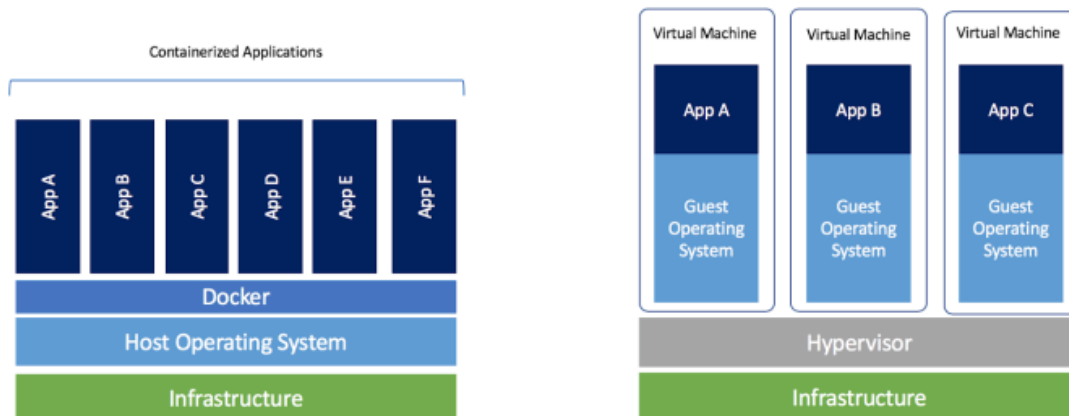 Containerized Applications
App A
App B
App C
App D
App E
App F
Docker
Host Operating System
Infrastructure
Virtual Machine
App A
Guest
Operating
System
Virtual Machine
App B
Guest
Operating
System
Virtual Machine
App C
Guest
Operating
System
Hypervisor
Infrastructure